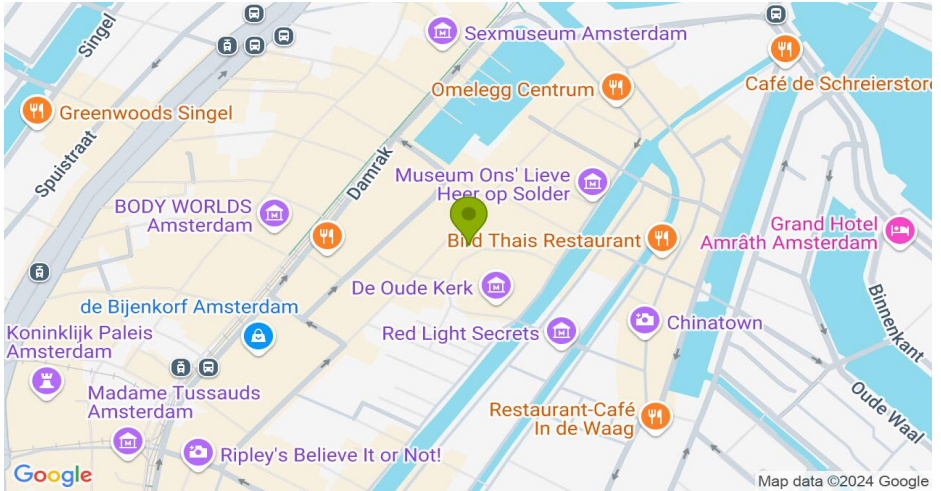 Singel
Sexmuseum Amsterdam
Omelegg Centrum
Café de Schreierstore
Greenwoods Singel
Spuistraat
Damrak
Museum Ons' Lieve
Heer op Solder
BODY WORLDS
Amsterdam
Bird Thais Restaurant
Grand Hotel
Amrâth Amsterdam
De Oude Kerk
de Bijenkorf Amsterdam
Binnenkant
Koninklijk Paleis
Amsterdam
Red Light Secrets
Chinatown
Madame Tussauds
Amsterdam
Restaurant-Café
In de Waag
Oude Waal
Ripley's Believe It or Not!
Google
Map data ©2024 Google